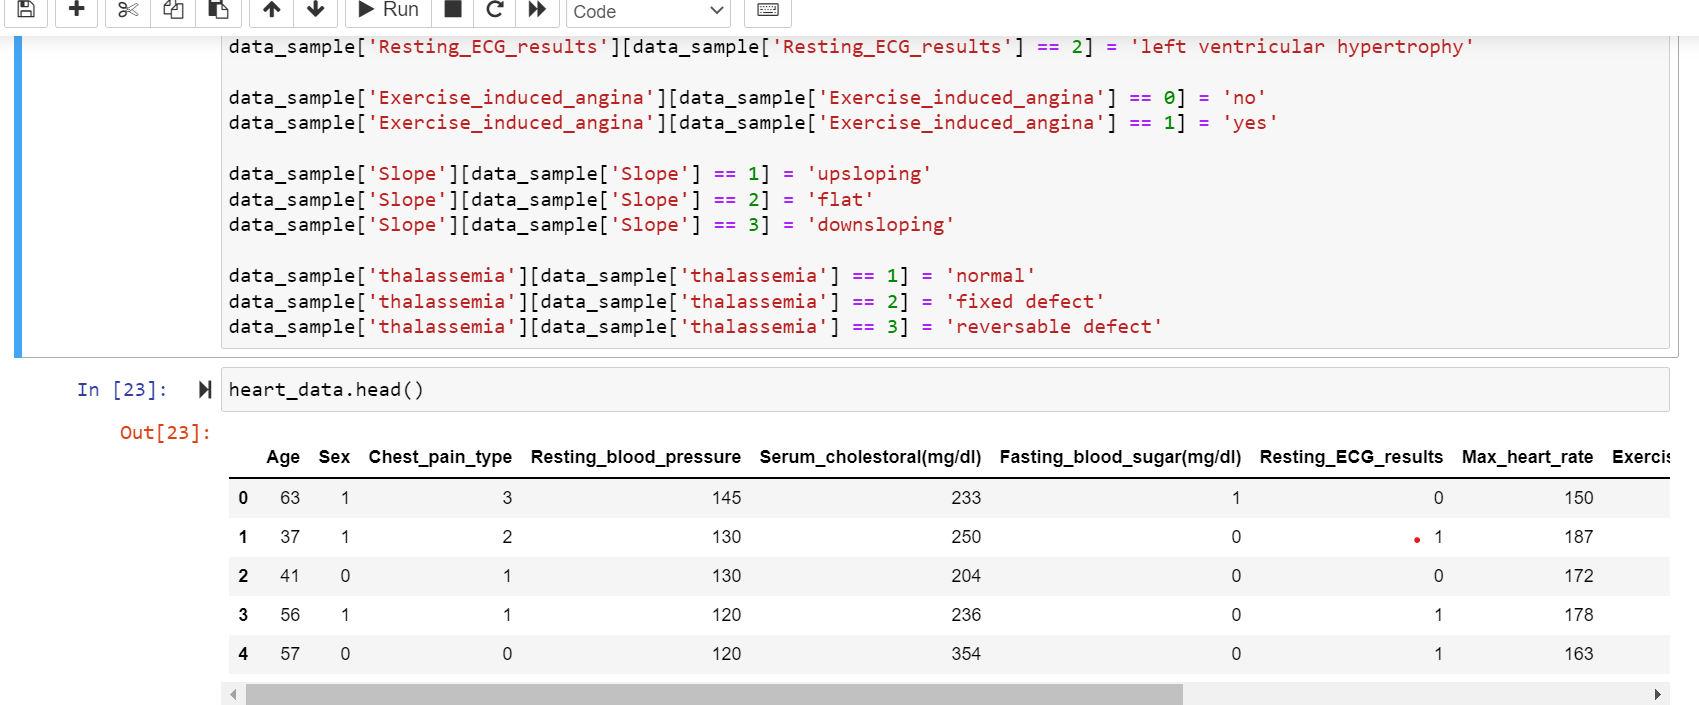 Run Code
data_sample['Resting_ECG_results'][data_sample['Resting_ECG_results'] == 2] = 'left ventricular hypertrophy'
data_sample['Exercise_induced_angina'][data_sample['Exercise_induced_angina'] == 0] = 'no'
data_sample['Exercise_induced_angina'][data_sample['Exercise_induced_angina'] == 1] = 'yes'
data_sample['Slope'][data_sample['Slope'] == 1] = 'upsloping'
data_sample['Slope'][data_sample['Slope'] == 2] = 'flat'
data_sample['Slope'][data_sample['Slope'] == 3] = 'downsloping'
data_sample['thalassemia'][data_sample['thalassemia'] == 1] = 'normal'
data_sample['thalassemia'][data_sample['thalassemia'] == 2] = 'fixed defect'
data_sample['thalassemia'][data_sample['thalassemia'] == 3] = 'reversable defect'
In [23]: heart_data.head()
Out[23]:
Age Sex Chest_pain_type Resting_blood_pressure Serum_cholestoral(mg/dl) Fasting_blood_sugar(mg/dl) Resting_ECG_results Max_heart_rate Exercis
0 63 1 3 145 233 1 0 150
1 37 1 2 130 250 0 1 187
2 41 0 1 130 204 0 0 172
3 56 1 1 120 236 0 1 178
4 57 0 0 120 354 0 1 163